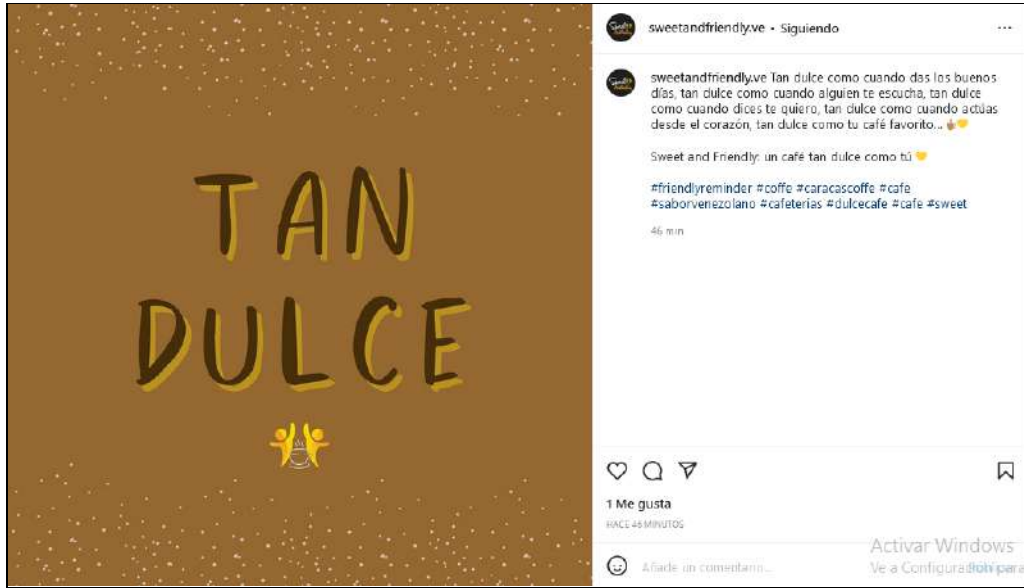 TAN
DULCE
sweetandfriendly.ve • Siguiendo
sweetandfriendly.ve Tan dulce como cuando das los buenos
días, tan dulce como cuando alguien te escucha, tan dulce
como cuando dices te quiero, tan dulce como cuando actúas
desde el corazón, tan dulce como tu café favorito...
Sweet and Friendly: un café tan dulce como tú
#friendlyreminder #coffe #caracascoffe #cafe
#saborvenezolano #cafeterias #dulcecafe #cafe #sweet
46 min
1 Me gusta
HACE 46 MINUTOS
Añade un comentario...
Activar Windows
Ve a Configuración para